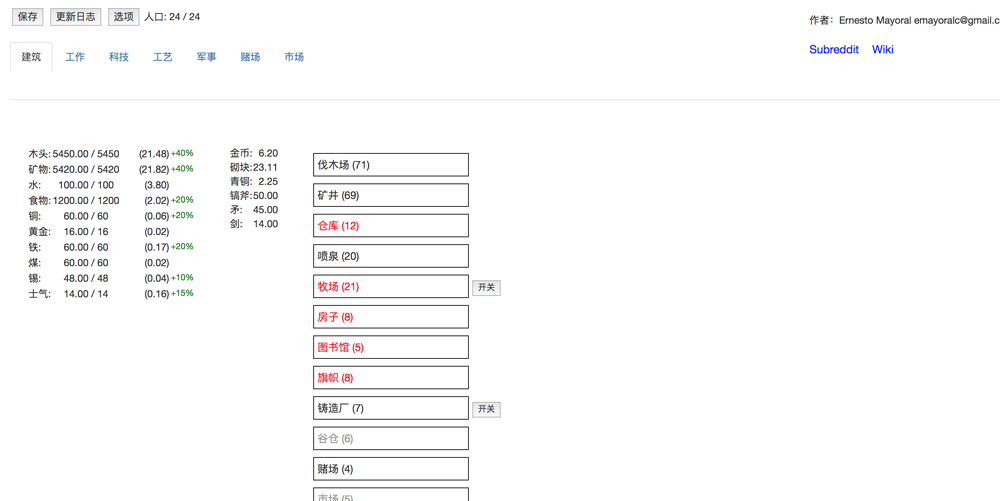 保存 更新日志 选项 人口: 24 / 24
作者：Ernesto Mayoral emayoralc@gmail.c
Subreddit Wiki
建筑 工作 科技 工艺 军事 赌场 市场
木头: 5450.00 / 5450 (21.48) +40%
矿物: 5420.00 / 5420 (21.82) +40%
水: 100.00 / 100 (3.80)
食物: 1200.00 / 1200 (2.02) +20%
铜: 60.00 / 60 (0.06) +20%
黄金: 16.00 / 16 (0.02)
铁: 60.00 / 60 (0.17) +20%
煤: 60.00 / 60 (0.02)
锡: 48.00 / 48 (0.04) +10%
士气: 14.00 / 14 (0.16) +15%
金币: 6.20
砌块: 23.11
青铜: 2.25
镐斧: 50.00
矛: 45.00
剑: 14.00
伐木场 (71)
矿井 (69)
仓库 (12)
喷泉 (20)
牧场 (21) 开关
房子 (8)
图书馆 (5)
旗帜 (8)
铸造厂 (7) 开关
谷仓 (6)
赌场 (4)
市场 (5)